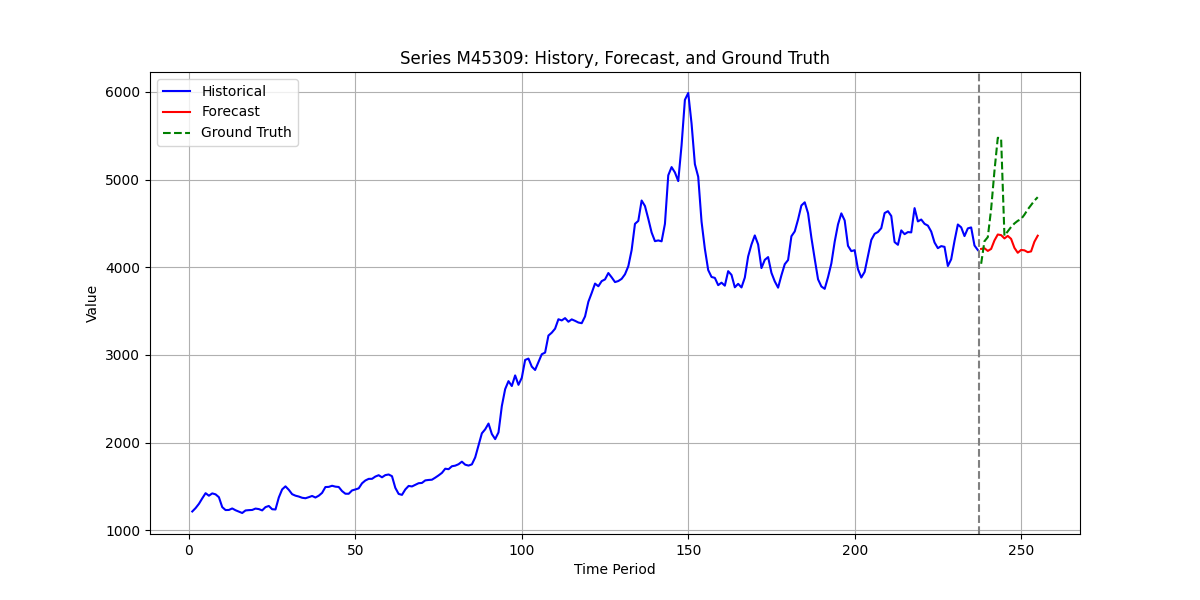 Series M45309: History, Forecast, and Ground Truth
Historical
Forecast
Ground Truth
6000
5000
4000
3000
2000
1000
Value
0 50 100 150 200 250
Time Period